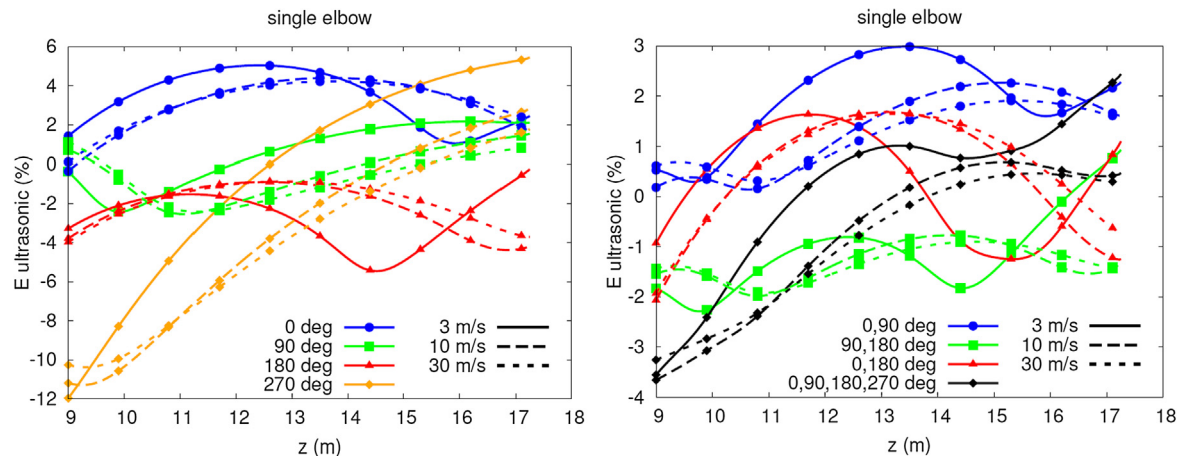 single elbow
E ultrasonic (%)
6
4
2
0
-2
-4
-6
-8
-10
-12
0 deg
90 deg
180 deg
270 deg
3 m/s
10 m/s
30 m/s
9 10 11 12 13 14 15 16 17 18
z (m)
single elbow
E ultrasonic (%)
3
2
1
0
-1
-2
-3
-4
0,90 deg
90,180 deg
0,180 deg
0,90,180,270 deg
3 m/s
10 m/s
30 m/s
9 10 11 12 13 14 15 16 17 18
z (m)